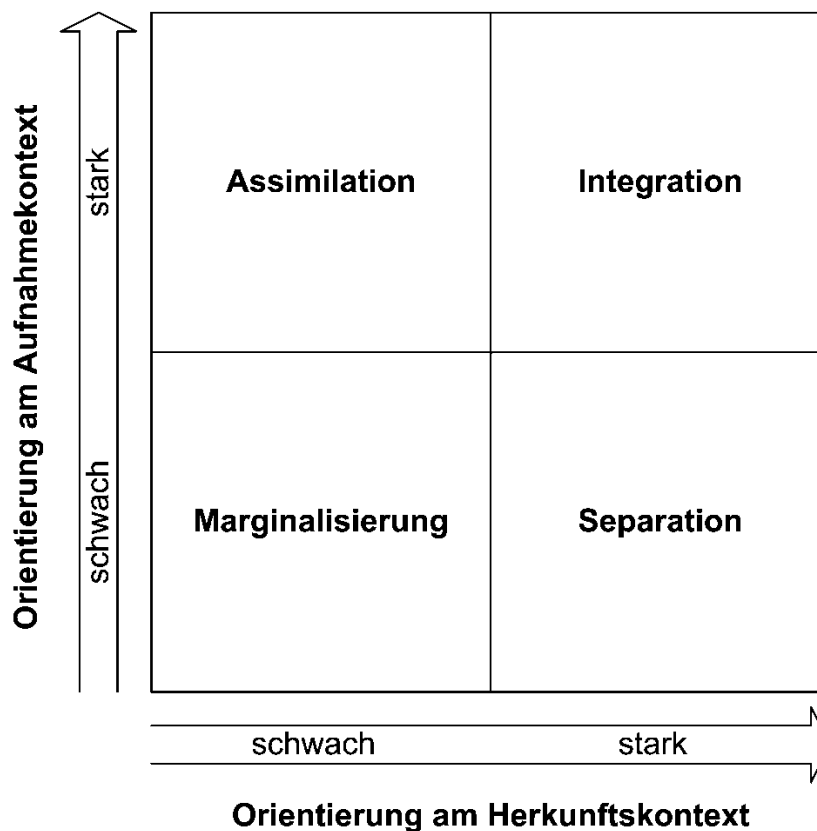 Orientierung am Aufnahmekontext
stark
schwach
Assimilation
Integration
Marginalisierung
Separation
schwach
stark
Orientierung am Herkunftskontext